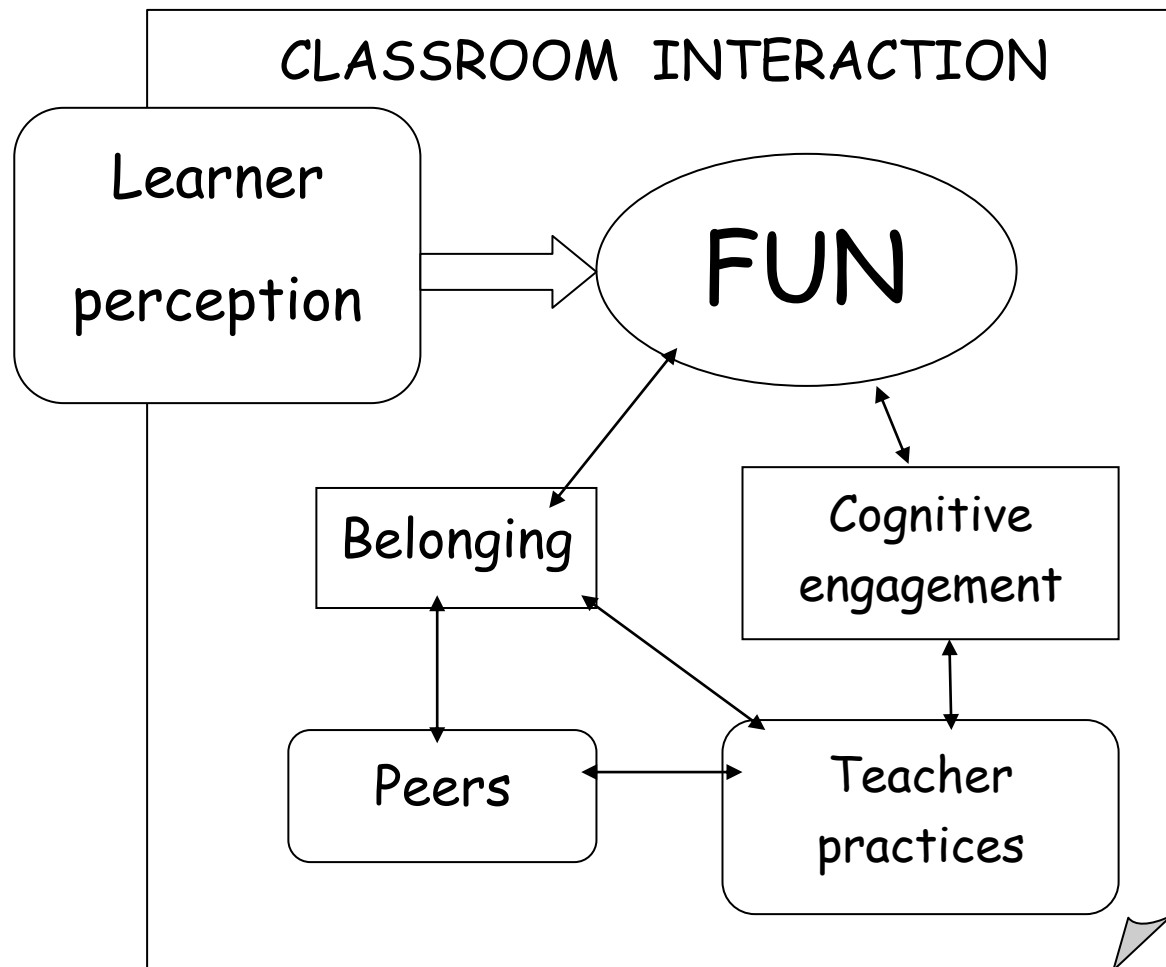 CLASSROOM INTERACTION
Learner
perception
FUN
Belonging
Cognitive
engagement
Peers
Teacher
practices